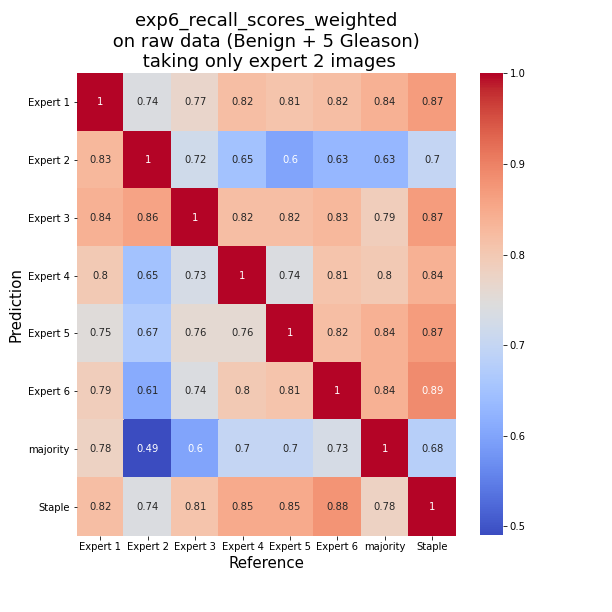 exp6_recall_scores_weighted
on raw data (Benign + 5 Gleason)
taking only expert 2 images
Prediction
Expert 1 1 0.74 0.77 0.82 0.81 0.82 0.84 0.87
Expert 2 0.83 1 0.72 0.65 0.6 0.63 0.63 0.7
Expert 3 0.84 0.86 1 0.82 0.82 0.83 0.79 0.87
Expert 4 0.8 0.65 0.73 1 0.74 0.81 0.8 0.84
Expert 5 0.75 0.67 0.76 0.76 1 0.82 0.84 0.87
Expert 6 0.79 0.61 0.74 0.8 0.81 1 0.84 0.89
majority 0.78 0.49 0.6 0.7 0.7 0.73 1 0.68
Staple 0.82 0.74 0.81 0.85 0.85 0.88 0.78 1
Expert 1 Expert 2 Expert 3 Expert 4 Expert 5 Expert 6 majority Staple
Reference
1.0
0.9
0.8
0.7
0.6
0.5